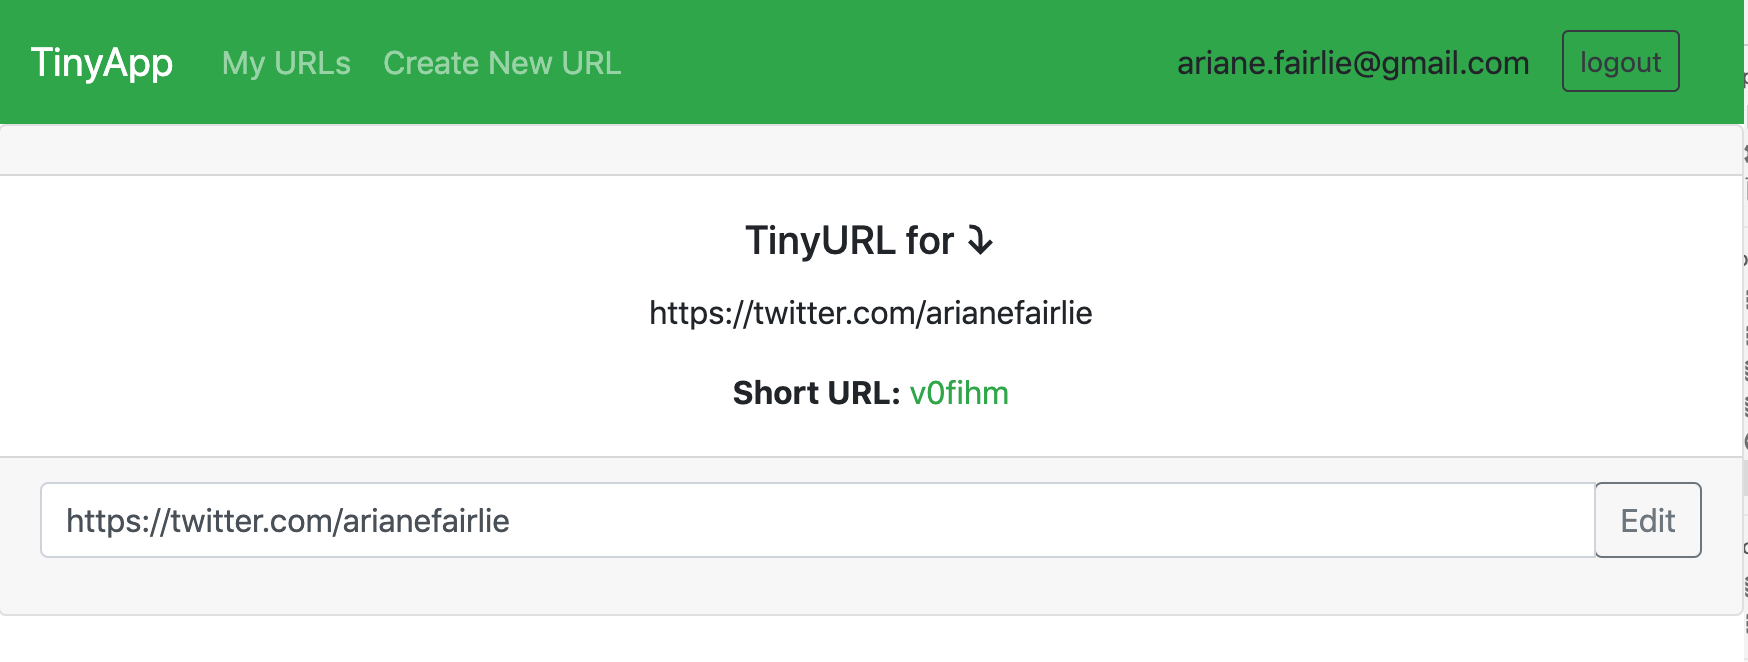 TinyApp My URLs Create New URL ariane.fairlie@gmail.com logout
TinyURL for ⤵
https://twitter.com/arianefairlie
Short URL: v0fihm
https://twitter.com/arianefairlie Edit